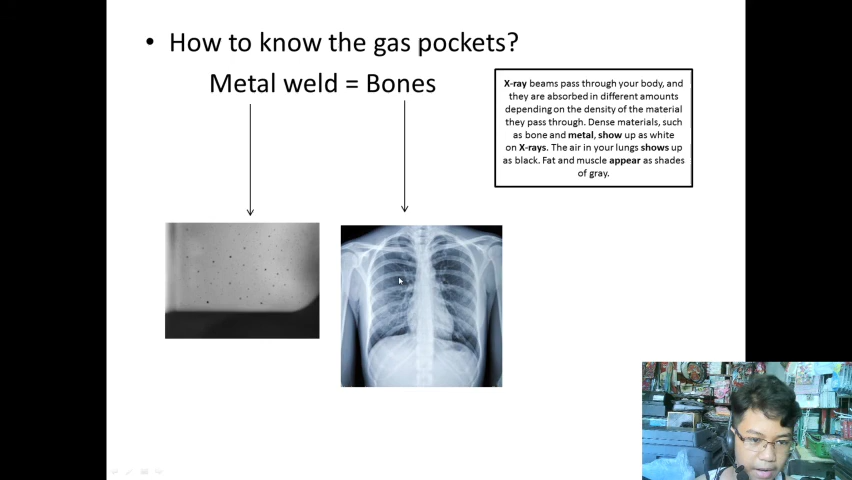 • How to know the gas pockets?
Metal weld = Bones
X-ray beams pass through your body, and
they are absorbed in different amounts
depending on the density of the material
they pass through. Dense materials, such
as bone and metal, show up as white
on X-rays. The air in your lungs shows up
as black. Fat and muscle appear as shades
of gray.